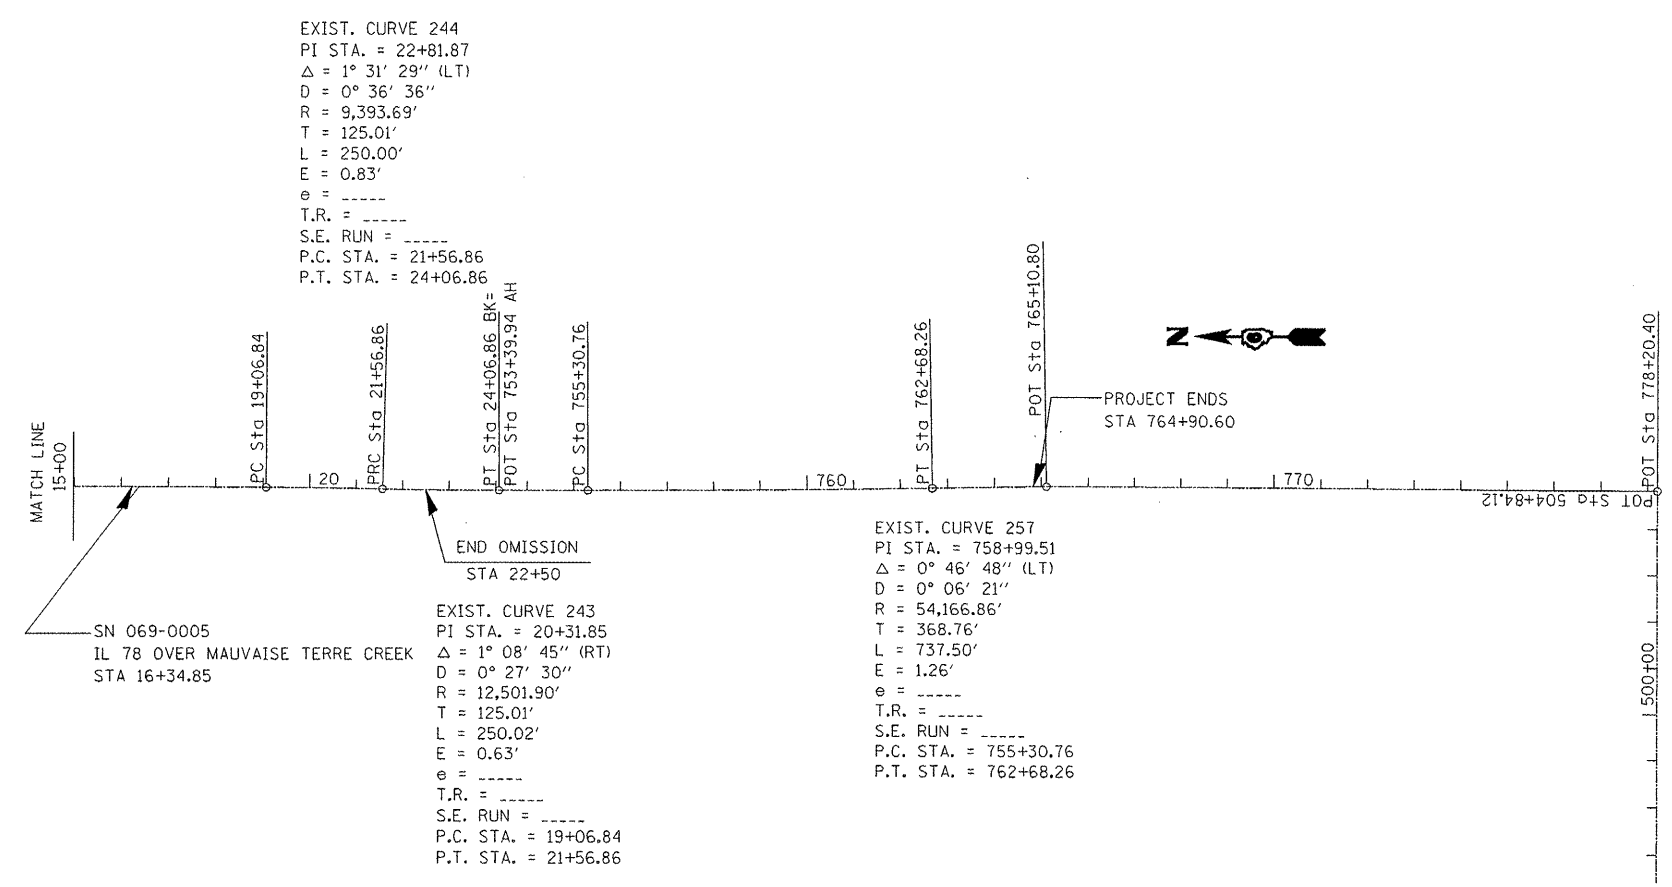 EXIST. CURVE 244
PI STA. = 22+81.87
Δ = 1° 31' 29'' (LT)
D = 0° 36' 36''
R = 9,393.69'
T = 125.01'
L = 250.00'
E = 0.83'
e = _____
T.R. = _____
S.E. RUN = _____
P.C. STA. = 21+56.86
P.T. STA. = 24+06.86
MATCH LINE
15+00
PC Sta 19+06.84
PRC Sta 21+56.86
PT Sta 24+06.86 BK=
POT Sta 753+39.94 AH
PC Sta 755+30.76
PT Sta 762+68.26
POT Sta 765+10.80
N
PROJECT ENDS
STA 764+90.60
POT Sta 778+20.40
20
760
770
POT Sta 504+84.12
END OMISSION
STA 22+50
SN 069-0005
IL 78 OVER MAUVAISE TERRE CREEK
STA 16+34.85
EXIST. CURVE 243
PI STA. = 20+31.85
Δ = 1° 08' 45'' (RT)
D = 0° 27' 30''
R = 12,501.90'
T = 125.01'
L = 250.02'
E = 0.63'
e = _____
T.R. = _____
S.E. RUN = _____
P.C. STA. = 19+06.84
P.T. STA. = 21+56.86
EXIST. CURVE 257
PI STA. = 758+99.51
Δ = 0° 46' 48'' (LT)
D = 0° 06' 21''
R = 54,166.86'
T = 368.76'
L = 737.50'
E = 1.26'
e = _____
T.R. = _____
S.E. RUN = _____
P.C. STA. = 755+30.76
P.T. STA. = 762+68.26
500+00